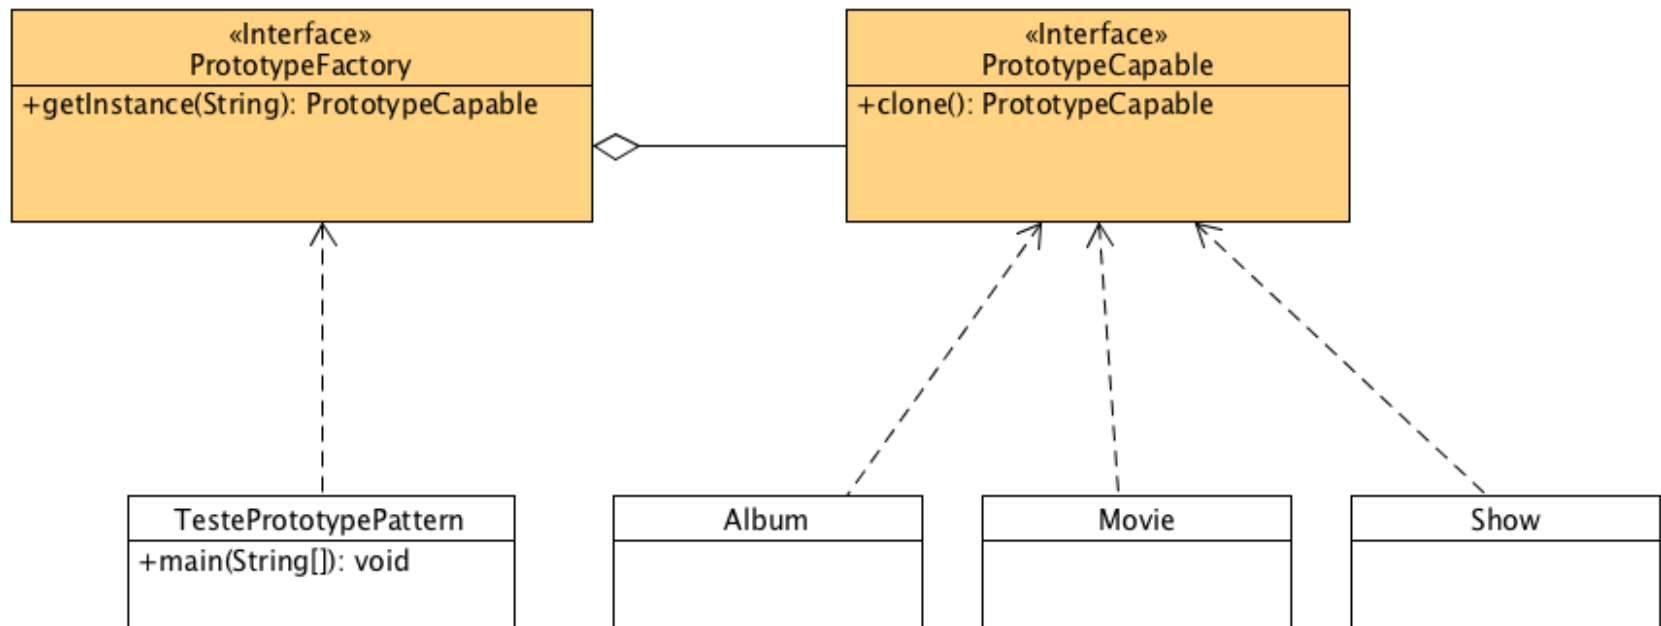 «Interface»
PrototypeFactory
+getInstance(String): PrototypeCapable
«Interface»
PrototypeCapable
+clone(): PrototypeCapable
TestePrototypePattern
+main(String[]): void
Album
Movie
Show